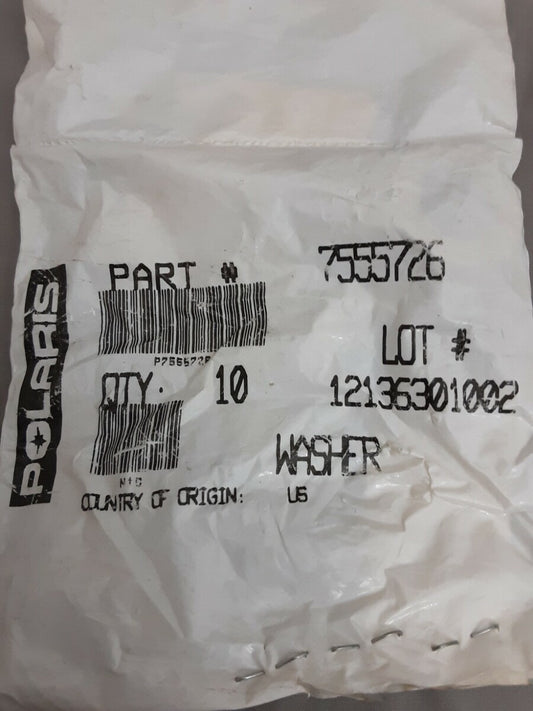 POLARIS
PART # 7555726
P7555726
LOT #
QTY. 10 12136301002
WASHER
COUNTRY OF ORIGIN: US